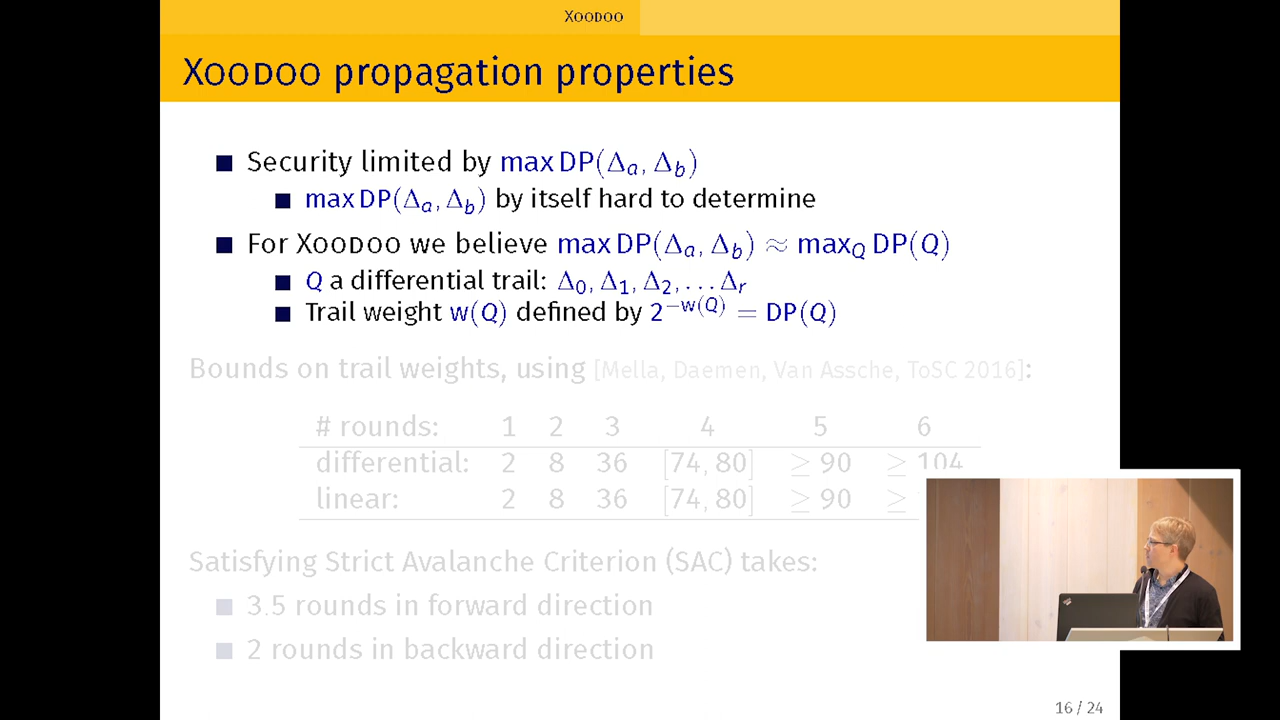 Xoodoo
Xoodoo propagation properties
■ Security limited by max DP(Δa, Δb)
■ max DP(Δa, Δb) by itself hard to determine
■ For Xoodoo we believe max DP(Δa, Δb) ≈ maxQ DP(Q)
■ Q a differential trail: Δ0, Δ1, Δ2, … Δr
■ Trail weight w(Q) defined by 2^−w(Q) = DP(Q)
Bounds on trail weights, using [Mella, Daemen, Van Assche, ToSC 2016]:
# rounds: 1 2 3 4 5 6
differential: 2 8 36 [74, 80] ≥ 90 ≥ 104
linear: 2 8 36 [74, 80] ≥ 90 ≥
Satisfying Strict Avalanche Criterion (SAC) takes:
■ 3.5 rounds in forward direction
■ 2 rounds in backward direction
16 / 24